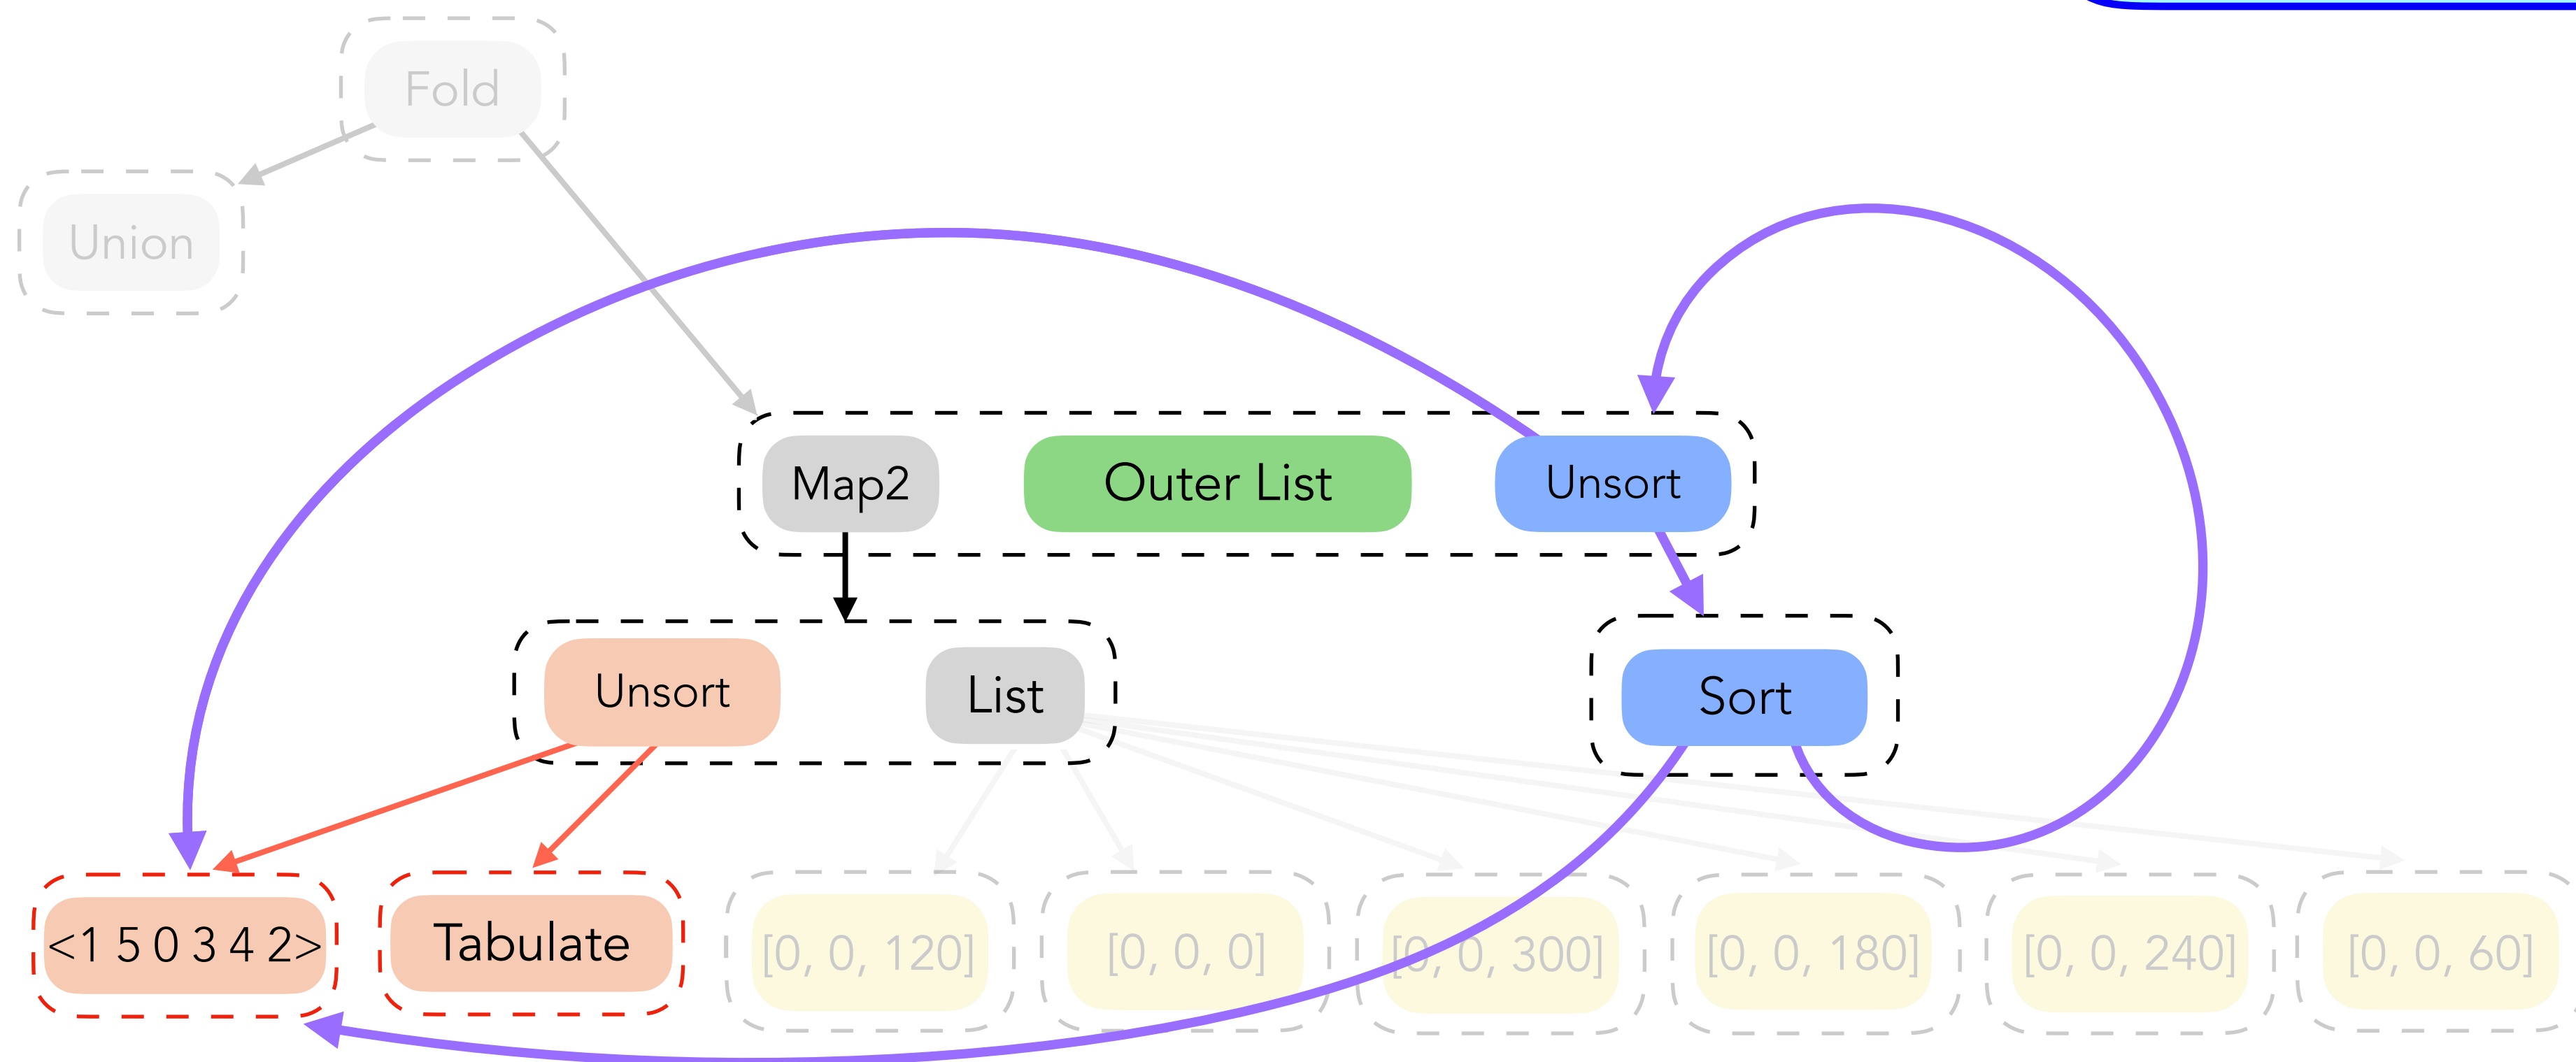 Fold
Union
Map2
Outer List
Unsort
Unsort
List
Sort
<1 5 0 3 4 2>
Tabulate
[0, 0, 120]
[0, 0, 0]
[0, 0, 300]
[0, 0, 180]
[0, 0, 240]
[0, 0, 60]